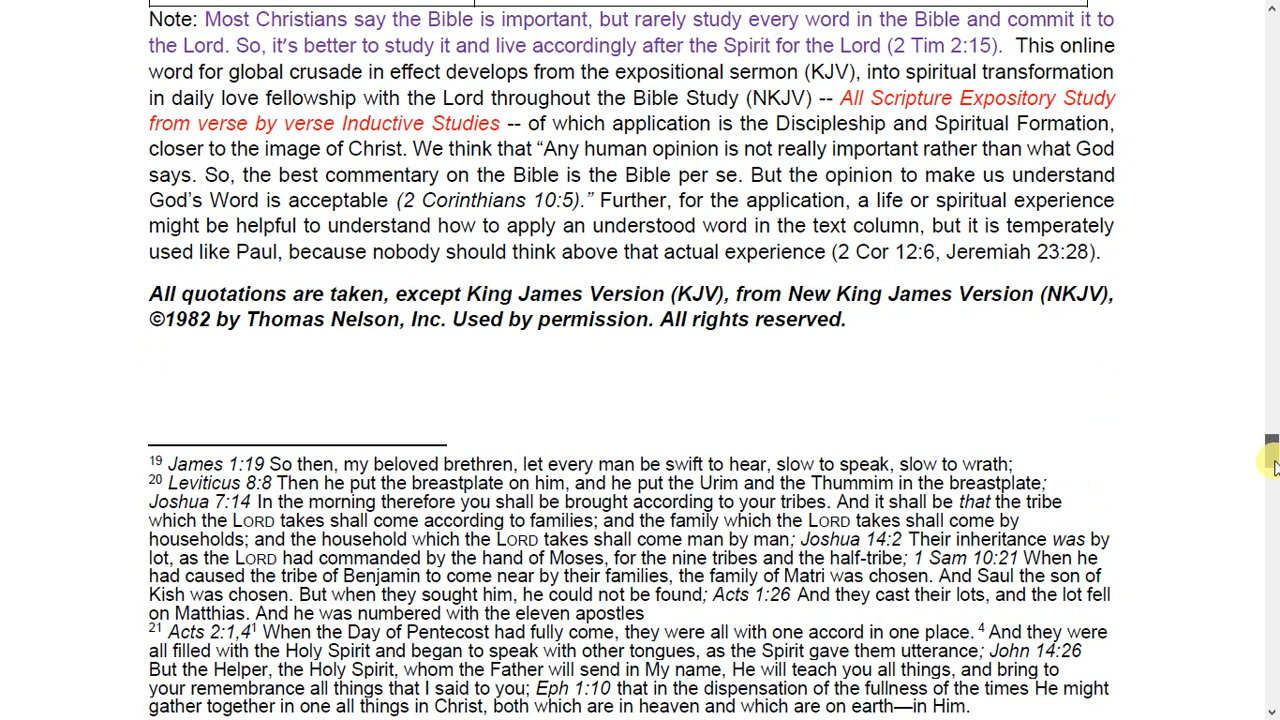 Note: Most Christians say the Bible is important, but rarely study every word in the Bible and commit it to
the Lord. So, it's better to study it and live accordingly after the Spirit for the Lord (2 Tim 2:15). This online
word for global crusade in effect develops from the expositional sermon (KJV), into spiritual transformation
in daily love fellowship with the Lord throughout the Bible Study (NKJV) -- All Scripture Expository Study
from verse by verse Inductive Studies -- of which application is the Discipleship and Spiritual Formation,
closer to the image of Christ. We think that “Any human opinion is not really important rather than what God
says. So, the best commentary on the Bible is the Bible per se. But the opinion to make us understand
God’s Word is acceptable (2 Corinthians 10:5).” Further, for the application, a life or spiritual experience
might be helpful to understand how to apply an understood word in the text column, but it is temperately
used like Paul, because nobody should think above that actual experience (2 Cor 12:6, Jeremiah 23:28).
All quotations are taken, except King James Version (KJV), from New King James Version (NKJV),
©1982 by Thomas Nelson, Inc. Used by permission. All rights reserved.
19 James 1:19 So then, my beloved brethren, let every man be swift to hear, slow to speak, slow to wrath;
20 Leviticus 8:8 Then he put the breastplate on him, and he put the Urim and the Thummim in the breastplate;
Joshua 7:14 In the morning therefore you shall be brought according to your tribes. And it shall be that the tribe
which the LORD takes shall come according to families; and the family which the LORD takes shall come by
households; and the household which the LORD takes shall come man by man; Joshua 14:2 Their inheritance was by
lot, as the LORD had commanded by the hand of Moses, for the nine tribes and the half-tribe; 1 Sam 10:21 When he
had caused the tribe of Benjamin to come near by their families, the family of Matri was chosen. And Saul the son of
Kish was chosen. But when they sought him, he could not be found; Acts 1:26 And they cast their lots, and the lot fell
on Matthias. And he was numbered with the eleven apostles
21 Acts 2:1,4 1 When the Day of Pentecost had fully come, they were all with one accord in one place. 4 And they were
all filled with the Holy Spirit and began to speak with other tongues, as the Spirit gave them utterance; John 14:26
But the Helper, the Holy Spirit, whom the Father will send in My name, He will teach you all things, and bring to
your remembrance all things that I said to you; Eph 1:10 that in the dispensation of the fullness of the times He might
gather together in one all things in Christ, both which are in heaven and which are on earth—in Him.